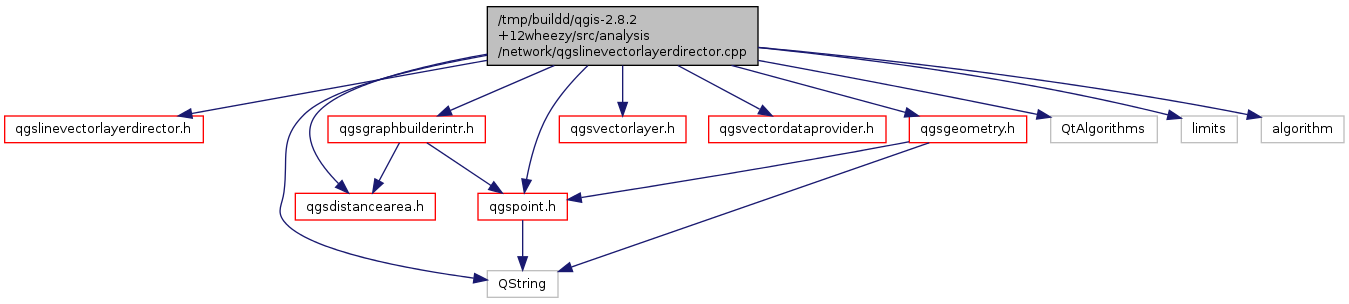 /tmp/buildd/qgis-2.8.2
+12wheezy/src/analysis
/network/qgslinevectorlayerdirector.cpp
qgslinevectorlayerdirector.h
qgsgraphbuilderintr.h
qgsvectorlayer.h
qgsvectordataprovider.h
qgsgeometry.h
QtAlgorithms
limits
algorithm
qgsdistancearea.h
qgspoint.h
QString